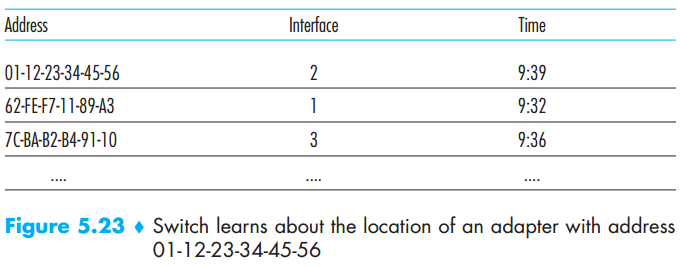 Address Interface Time
01-12-23-34-45-56 2 9:39
62-FE-F7-11-89-A3 1 9:32
7C-BA-B2-B4-91-10 3 9:36
.... .... ....
Figure 5.23 ♦ Switch learns about the location of an adapter with address
01-12-23-34-45-56